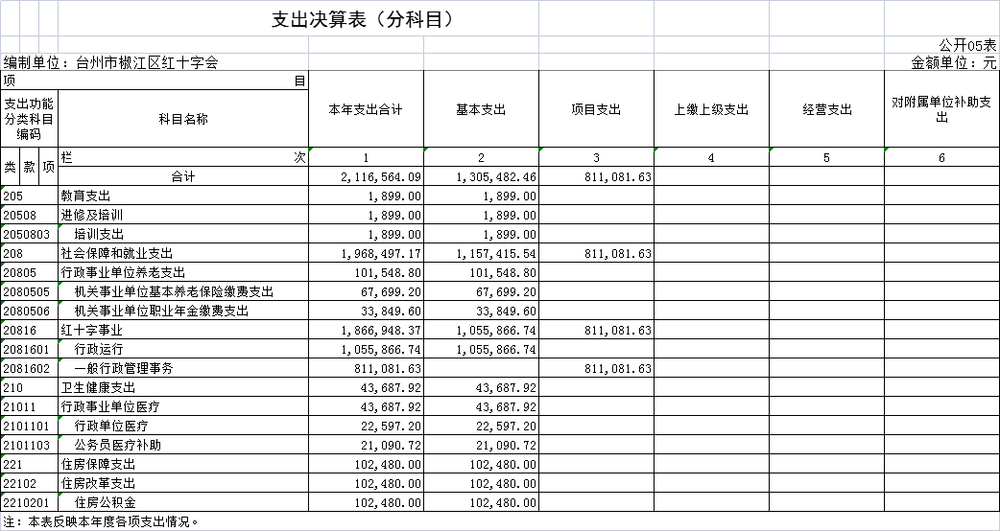 支出决算表（分科目）
公开05表
编制单位：台州市椒江区红十字会 金额单位：元
项 目 本年支出合计 基本支出 项目支出 上缴上级支出 经营支出 对附属单位补助支出
支出功能分类科目编码 科目名称
类 款 项 栏 次 1 2 3 4 5 6
合计 2,116,564.09 1,305,482.46 811,081.63
205 教育支出 1,899.00 1,899.00
20508 进修及培训 1,899.00 1,899.00
2050803 培训支出 1,899.00 1,899.00
208 社会保障和就业支出 1,968,497.17 1,157,415.54 811,081.63
20805 行政事业单位养老支出 101,548.80 101,548.80
2080505 机关事业单位基本养老保险缴费支出 67,699.20 67,699.20
2080506 机关事业单位职业年金缴费支出 33,849.60 33,849.60
20816 红十字事业 1,866,948.37 1,055,866.74 811,081.63
2081601 行政运行 1,055,866.74 1,055,866.74
2081602 一般行政管理事务 811,081.63 811,081.63
210 卫生健康支出 43,687.92 43,687.92
21011 行政事业单位医疗 43,687.92 43,687.92
2101101 行政单位医疗 22,597.20 22,597.20
2101103 公务员医疗补助 21,090.72 21,090.72
221 住房保障支出 102,480.00 102,480.00
22102 住房改革支出 102,480.00 102,480.00
2210201 住房公积金 102,480.00 102,480.00
注：本表反映本年度各项支出情况。